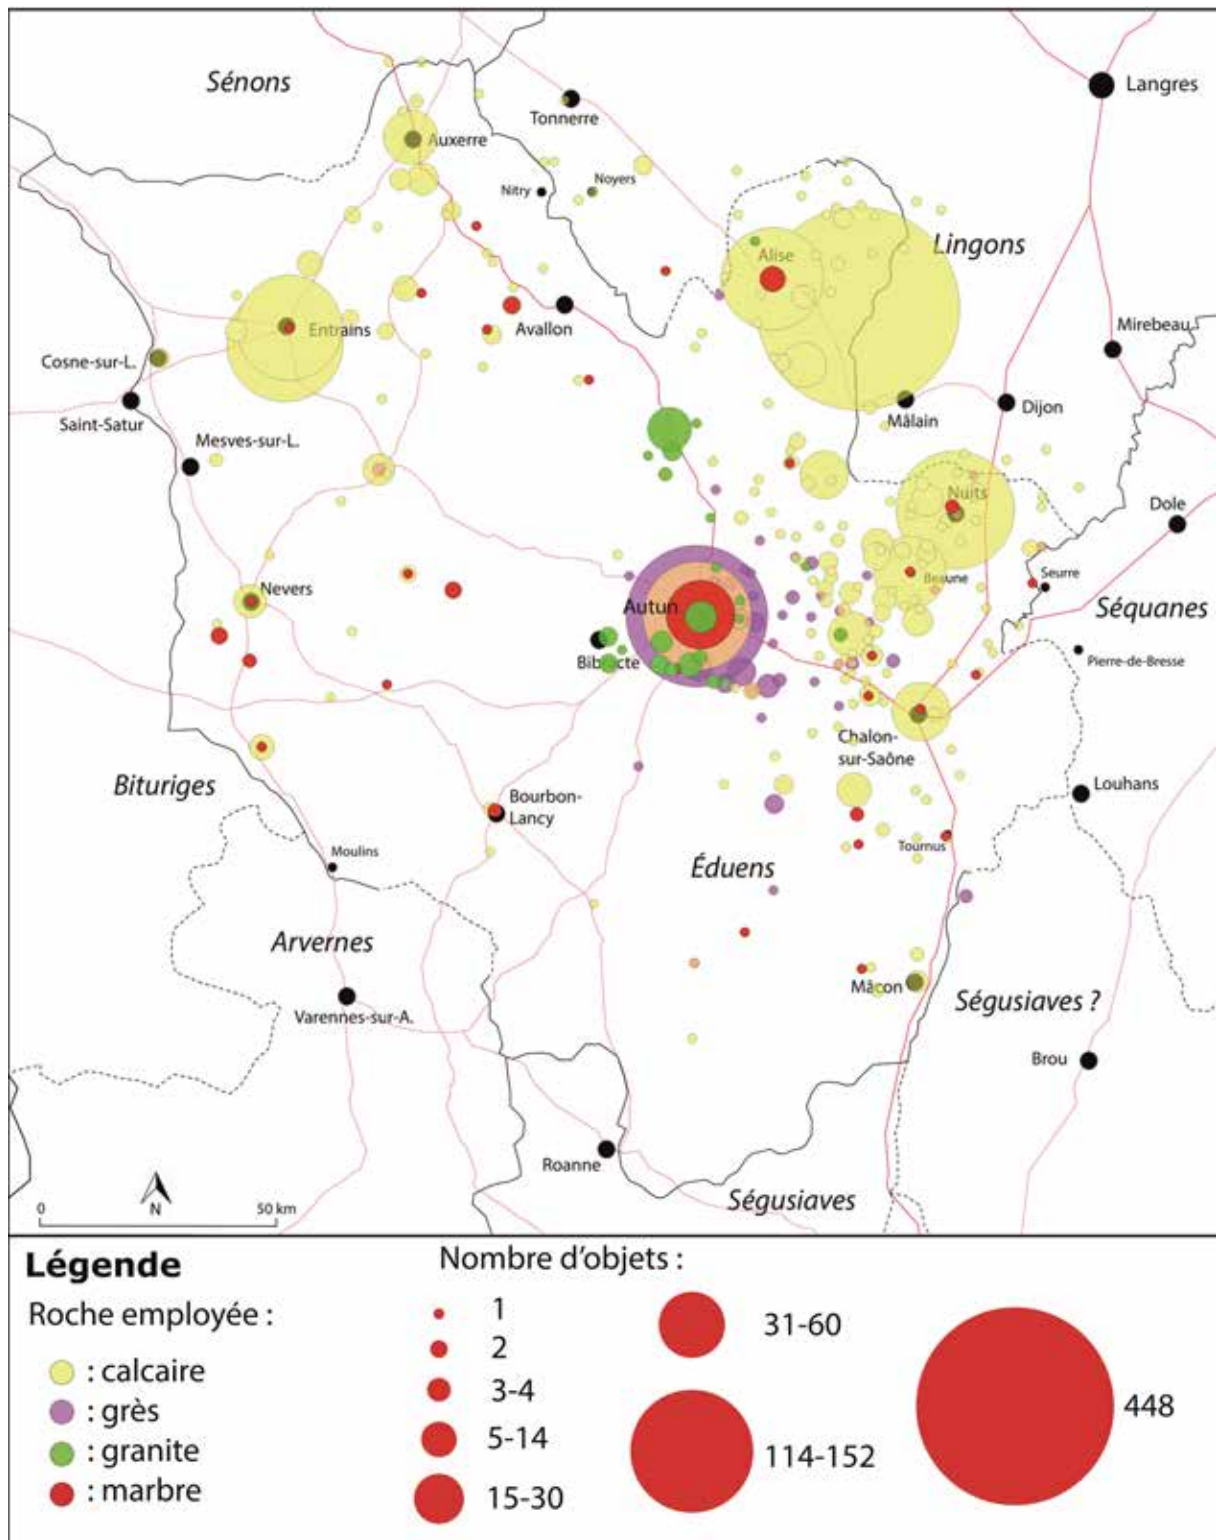 Sénons
Langres
Tonnerre
Auxerre
Nitry
Noyers
Lingons
Alise
Entrains
Avallon
Mirebeau
Cosne-sur-L.
Saint-Satur
Mâlain
Dijon
Mesves-sur-L.
Nuits
Dole
Nevers
Autun
Beaune
Seurre
Séquanes
Bibracte
Pierre-de-Bresse
Chalon-
sur-Saône
Bituriges
Louhans
Bourbon-
Lancy
Moulins
Tournus
Éduens
Arvernes
Mâcon
Varennes-sur-A.
Ségusiaves ?
Brou
Roanne
Ségusiaves
0
N
50 km
Légende
Roche employée :
: calcaire
: grès
: granite
: marbre
Nombre d'objets :
1
2
3-4
5-14
15-30
31-60
114-152
448